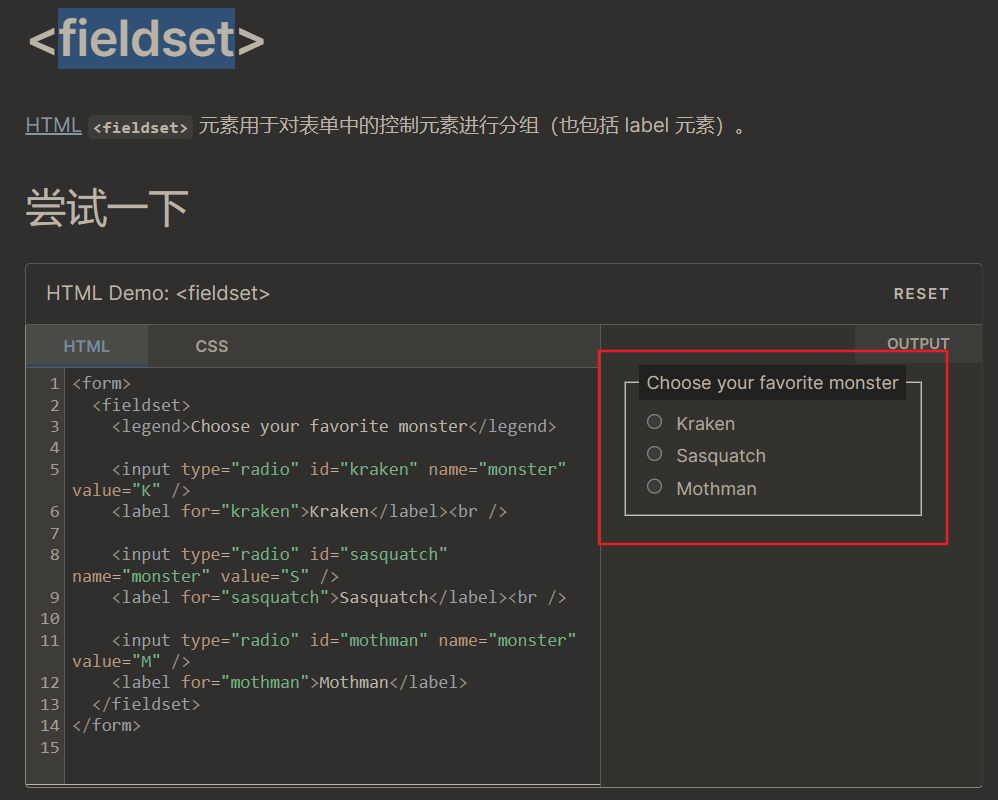 <fieldset>
HTML <fieldset> 元素用于对表单中的控制元素进行分组（也包括 label 元素）。
尝试一下
HTML Demo: <fieldset>
RESET
HTML
CSS
OUTPUT
1 <form>
2   <fieldset>
3     <legend>Choose your favorite monster</legend>
4
5     <input type="radio" id="kraken" name="monster"
value="K" />
6     <label for="kraken">Kraken</label><br />
7
8     <input type="radio" id="sasquatch"
name="monster" value="S" />
9     <label for="sasquatch">Sasquatch</label><br />
10
11     <input type="radio" id="mothman" name="monster"
value="M" />
12     <label for="mothman">Mothman</label>
13   </fieldset>
14 </form>
15
Choose your favorite monster
Kraken
Sasquatch
Mothman